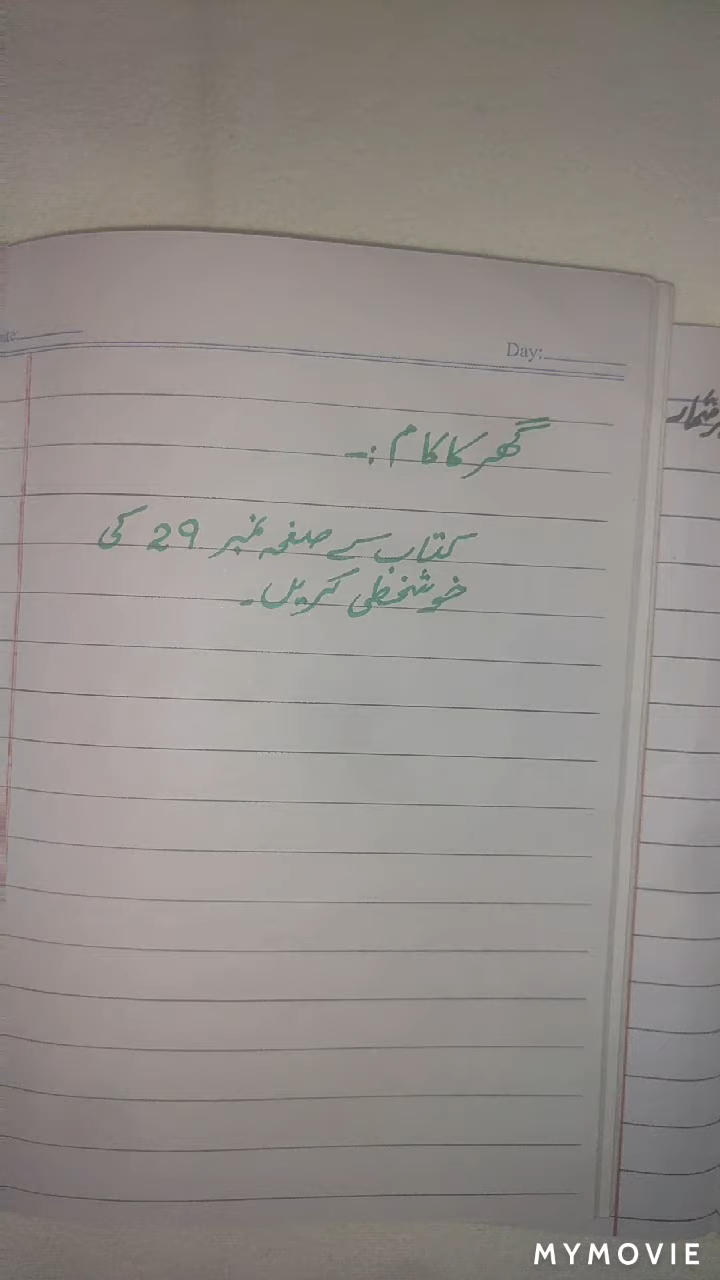 Day:
گھر کا کام :-
کتاب سے صفحہ نمبر 29 کی
خوشخطی کریں۔
MYMOVIE